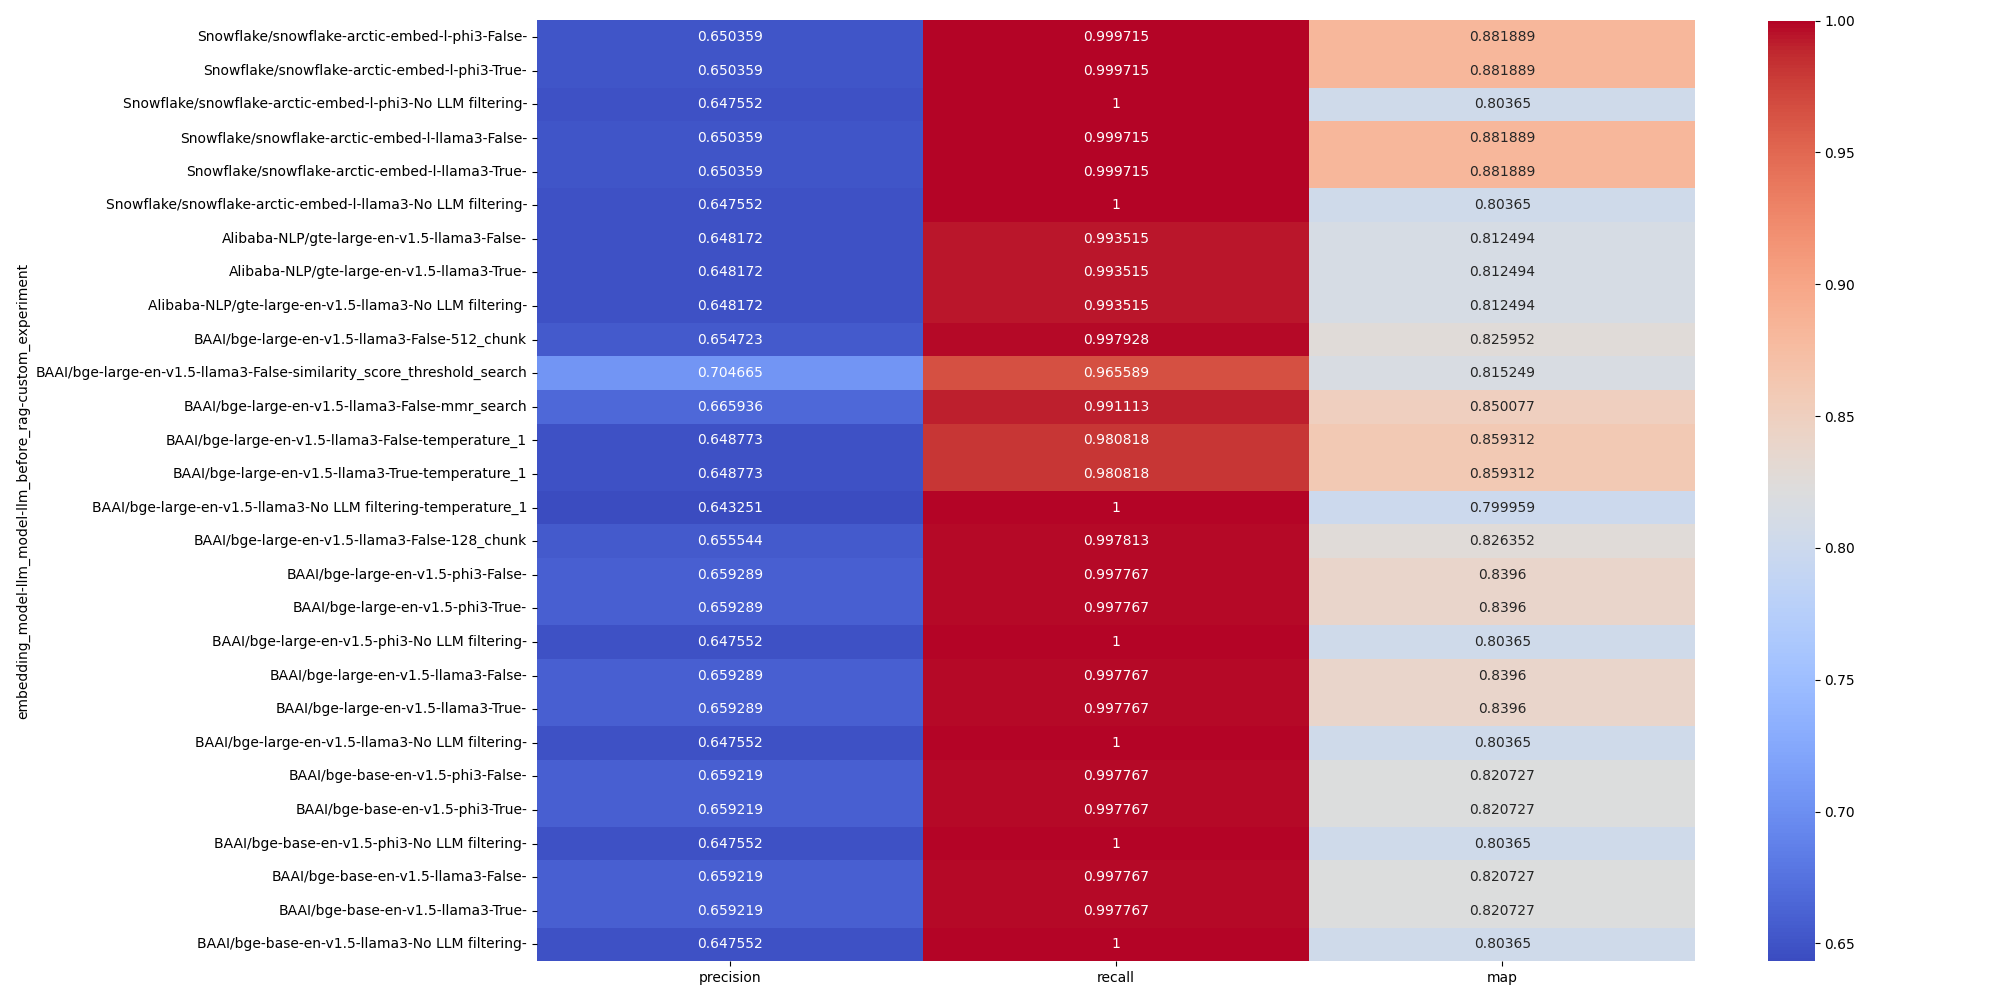 embedding_model-llm_model-llm_before_rag-custom_experiment
Snowflake/snowflake-arctic-embed-l-phi3-False- 0.650359 0.999715 0.881889
Snowflake/snowflake-arctic-embed-l-phi3-True- 0.650359 0.999715 0.881889
Snowflake/snowflake-arctic-embed-l-phi3-No LLM filtering- 0.647552 1 0.80365
Snowflake/snowflake-arctic-embed-l-llama3-False- 0.650359 0.999715 0.881889
Snowflake/snowflake-arctic-embed-l-llama3-True- 0.650359 0.999715 0.881889
Snowflake/snowflake-arctic-embed-l-llama3-No LLM filtering- 0.647552 1 0.80365
Alibaba-NLP/gte-large-en-v1.5-llama3-False- 0.648172 0.993515 0.812494
Alibaba-NLP/gte-large-en-v1.5-llama3-True- 0.648172 0.993515 0.812494
Alibaba-NLP/gte-large-en-v1.5-llama3-No LLM filtering- 0.648172 0.993515 0.812494
BAAI/bge-large-en-v1.5-llama3-False-512_chunk 0.654723 0.997928 0.825952
BAAI/bge-large-en-v1.5-llama3-False-similarity_score_threshold_search 0.704665 0.965589 0.815249
BAAI/bge-large-en-v1.5-llama3-False-mmr_search 0.665936 0.991113 0.850077
BAAI/bge-large-en-v1.5-llama3-False-temperature_1 0.648773 0.980818 0.859312
BAAI/bge-large-en-v1.5-llama3-True-temperature_1 0.648773 0.980818 0.859312
BAAI/bge-large-en-v1.5-llama3-No LLM filtering-temperature_1 0.643251 1 0.799959
BAAI/bge-large-en-v1.5-llama3-False-128_chunk 0.655544 0.997813 0.826352
BAAI/bge-large-en-v1.5-phi3-False- 0.659289 0.997767 0.8396
BAAI/bge-large-en-v1.5-phi3-True- 0.659289 0.997767 0.8396
BAAI/bge-large-en-v1.5-phi3-No LLM filtering- 0.647552 1 0.80365
BAAI/bge-large-en-v1.5-llama3-False- 0.659289 0.997767 0.8396
BAAI/bge-large-en-v1.5-llama3-True- 0.659289 0.997767 0.8396
BAAI/bge-large-en-v1.5-llama3-No LLM filtering- 0.647552 1 0.80365
BAAI/bge-base-en-v1.5-phi3-False- 0.659219 0.997767 0.820727
BAAI/bge-base-en-v1.5-phi3-True- 0.659219 0.997767 0.820727
BAAI/bge-base-en-v1.5-phi3-No LLM filtering- 0.647552 1 0.80365
BAAI/bge-base-en-v1.5-llama3-False- 0.659219 0.997767 0.820727
BAAI/bge-base-en-v1.5-llama3-True- 0.659219 0.997767 0.820727
BAAI/bge-base-en-v1.5-llama3-No LLM filtering- 0.647552 1 0.80365
precision recall map
1.00
0.95
0.90
0.85
0.80
0.75
0.70
0.65